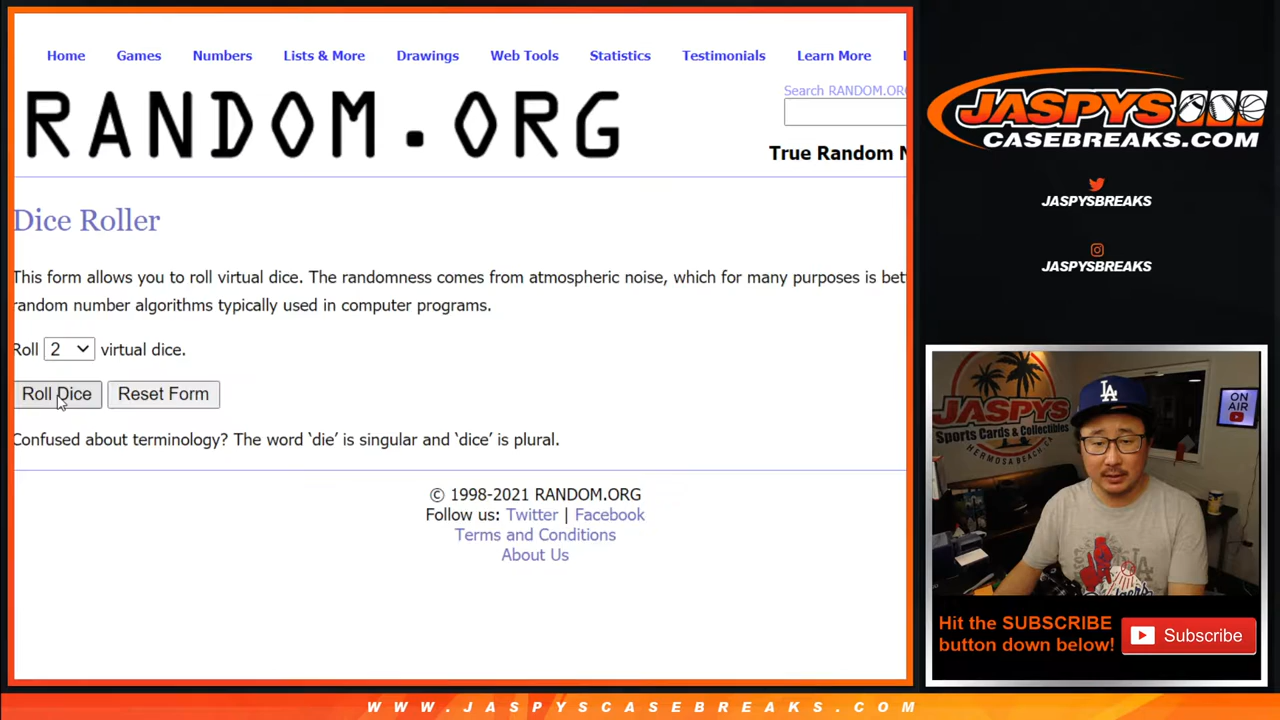 Home Games Numbers Lists & More Drawings Web Tools Statistics Testimonials Learn More
RANDOM.ORG
Search RANDOM.ORG
True Random N
Dice Roller
This form allows you to roll virtual dice. The randomness comes from atmospheric noise, which for many purposes is bet
random number algorithms typically used in computer programs.
Roll 2 virtual dice.
Roll Dice Reset Form
Confused about terminology? The word ‘die’ is singular and ‘dice’ is plural.
© 1998-2021 RANDOM.ORG
Follow us: Twitter | Facebook
Terms and Conditions
About Us
JASPYS
CASEBREAKS.COM
JASPYSBREAKS
JASPYSBREAKS
JASPYS
Sports Cards & Collectibles
HERMOSA BEACH, CA
LA
ON
AIR
LA
Hit the SUBSCRIBE
button down below!
Subscribe
WWW.JASPYSCASEBREAKS.COM